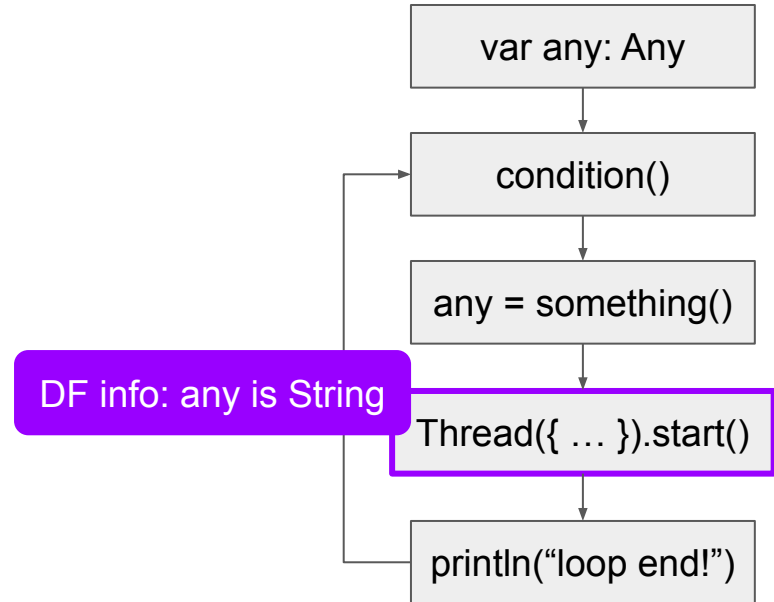 var any: Any
condition()
any = something()
DF info: any is String
Thread({ … }).start()
println(“loop end!”)